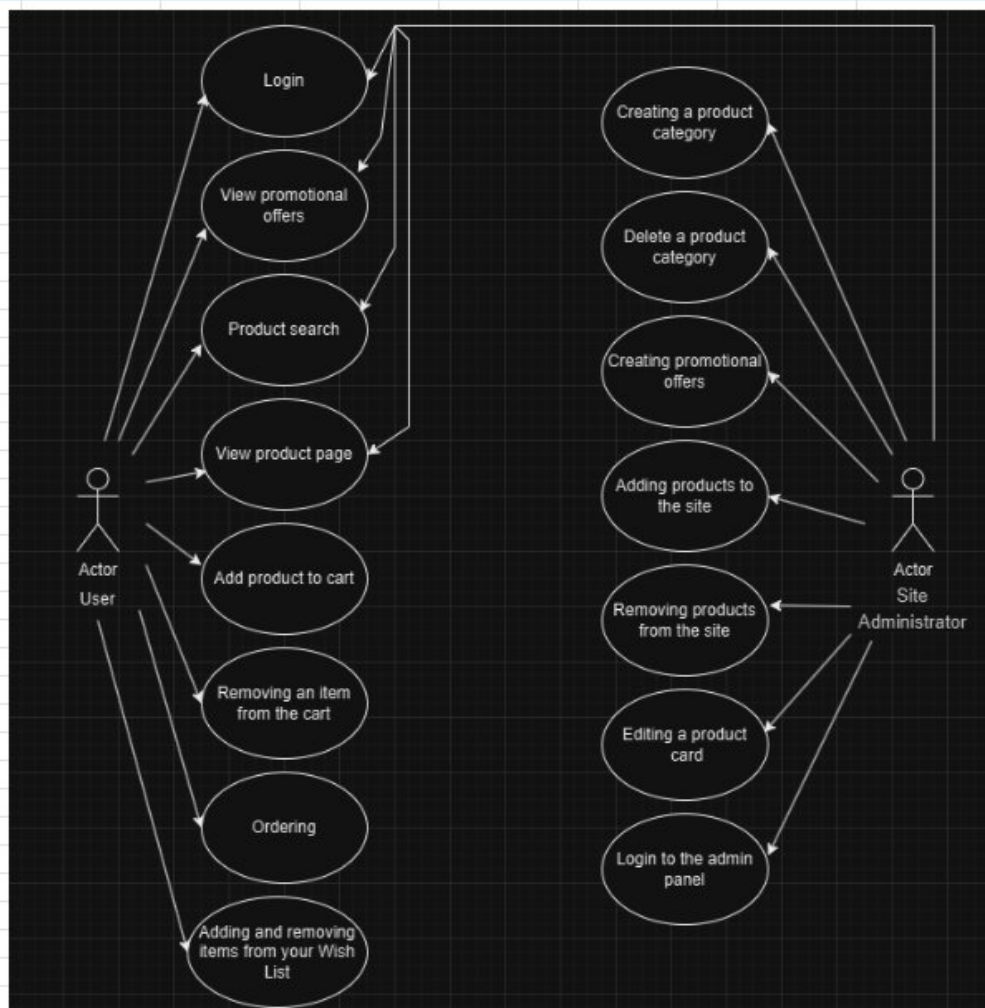 Login
View promotional
offers
Product search
View product page
Add product to cart
Removing an item
from the cart
Ordering
Adding and removing
items from your Wish
List
Actor
User
Creating a product
category
Delete a product
category
Creating promotional
offers
Adding products to
the site
Removing products
from the site
Editing a product
card
Login to the admin
panel
Actor
Site
Administrator